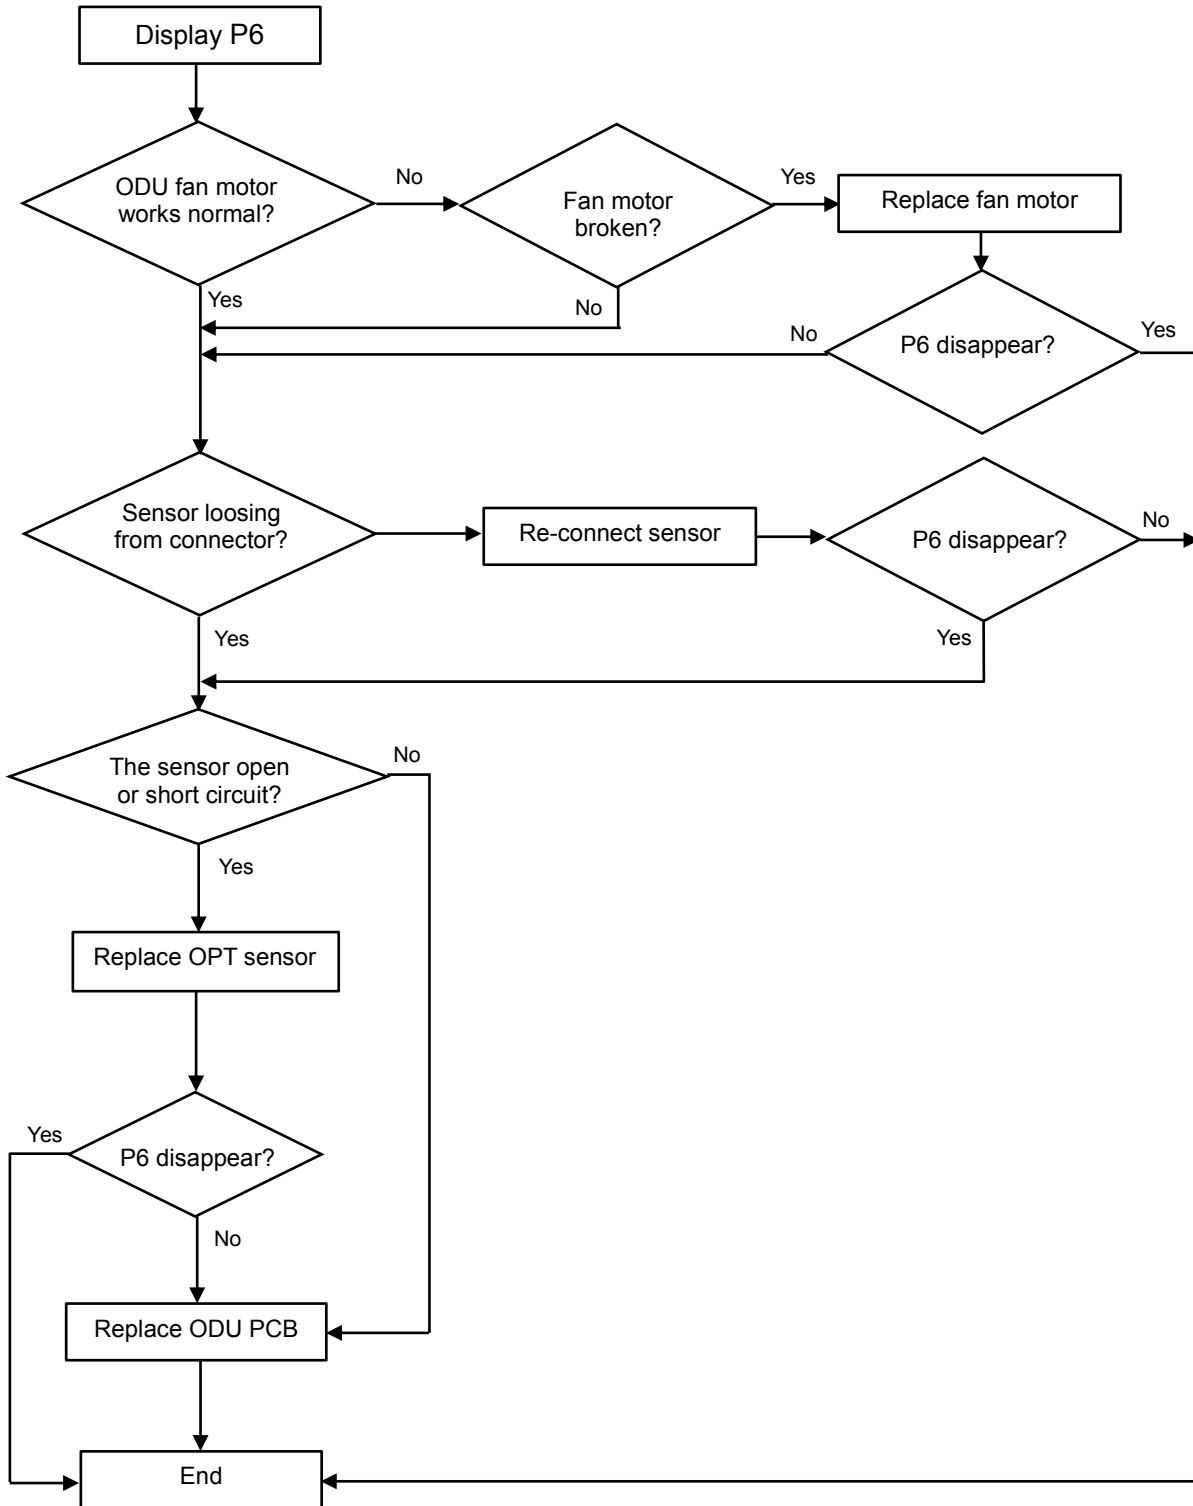 Display P6
ODU fan motor
works normal?
No
Fan motor
broken?
Yes
Replace fan motor
Yes
No
No
P6 disappear?
Yes
Sensor loosing
from connector?
Re-connect sensor
P6 disappear?
No
Yes
Yes
The sensor open
or short circuit?
No
Yes
Replace OPT sensor
Yes
P6 disappear?
No
Replace ODU PCB
End